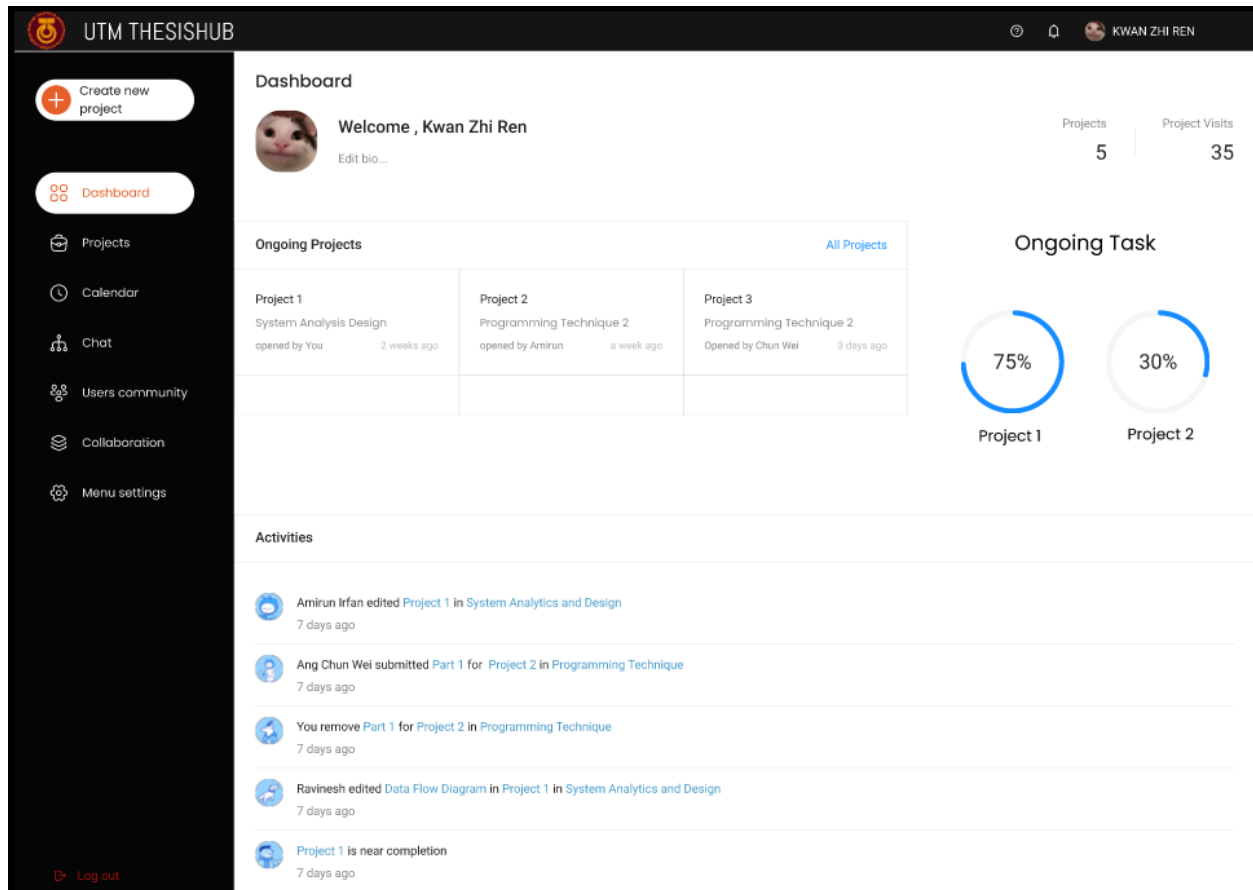 UTM THESISHUB
KWAN ZHI REN
Create new
project
Dashboard
Projects
Calendar
Chat
Users community
Collaboration
Menu settings
Log out
Dashboard
Welcome , Kwan Zhi Ren
Edit bio...
Projects
5
Project Visits
35
Ongoing Projects
All Projects
Project 1
System Analysis Design
opened by You 2 weeks ago
Project 2
Programming Technique 2
opened by Amirun a week ago
Project 3
Programming Technique 2
Opened by Chun Wei 3 days ago
Ongoing Task
75%
Project 1
30%
Project 2
Activities
Amirun Irfan edited Project 1 in System Analytics and Design
7 days ago
Ang Chun Wei submitted Part 1 for Project 2 in Programming Technique
7 days ago
You remove Part 1 for Project 2 in Programming Technique
7 days ago
Ravinesh edited Data Flow Diagram in Project 1 in System Analytics and Design
7 days ago
Project 1 is near completion
7 days ago